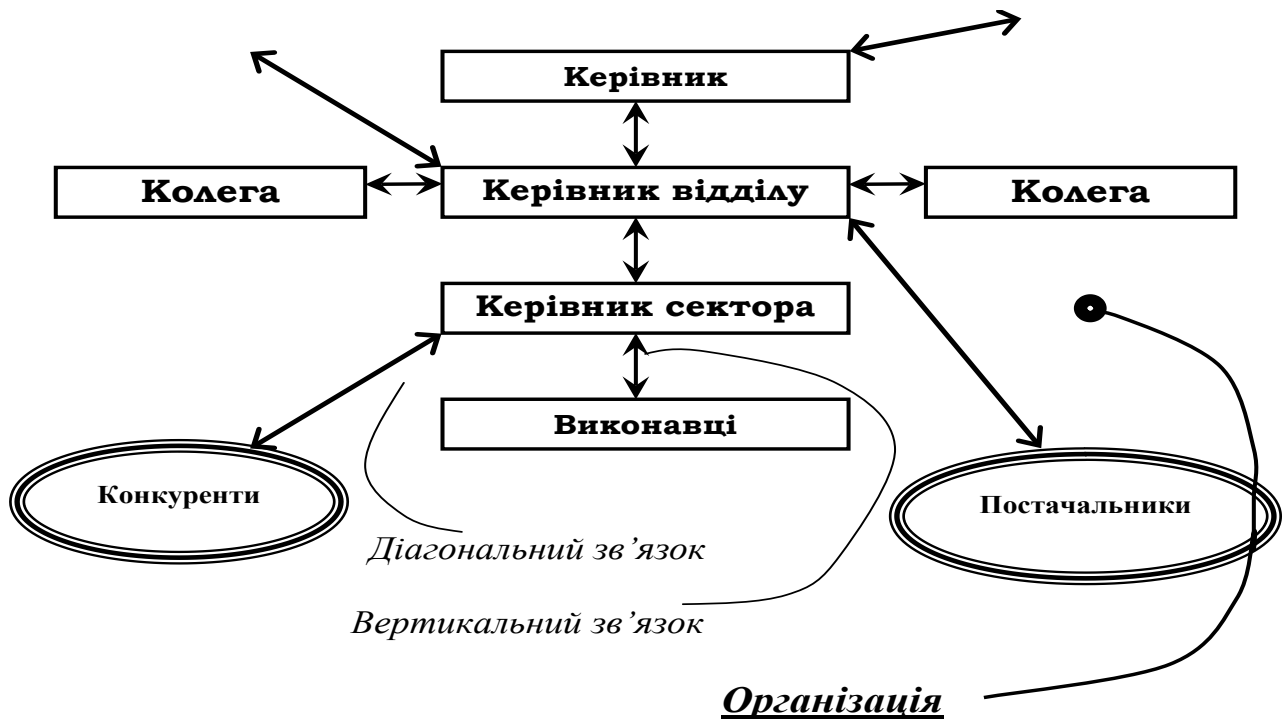 Керівник
Колега
Керівник відділу
Колега
Керівник сектора
Виконавці
Конкуренти
Постачальники
Діагональний зв’язок
Вертикальний зв’язок
Організація